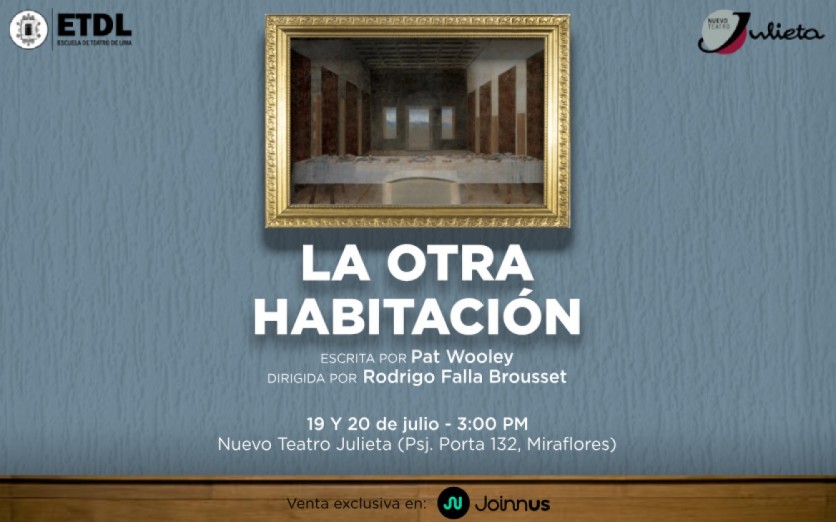 ETDL
ESCUELA DE TEATRO DE LIMA
NUEVO
TEATRO
Julieta
LA OTRA
HABITACIÓN
ESCRITA POR Pat Wooley
DIRIGIDA POR Rodrigo Falla Brousset
19 Y 20 de julio - 3:00 PM
Nuevo Teatro Julieta (Psj. Porta 132, Miraflores)
Venta exclusiva en: Joinnus